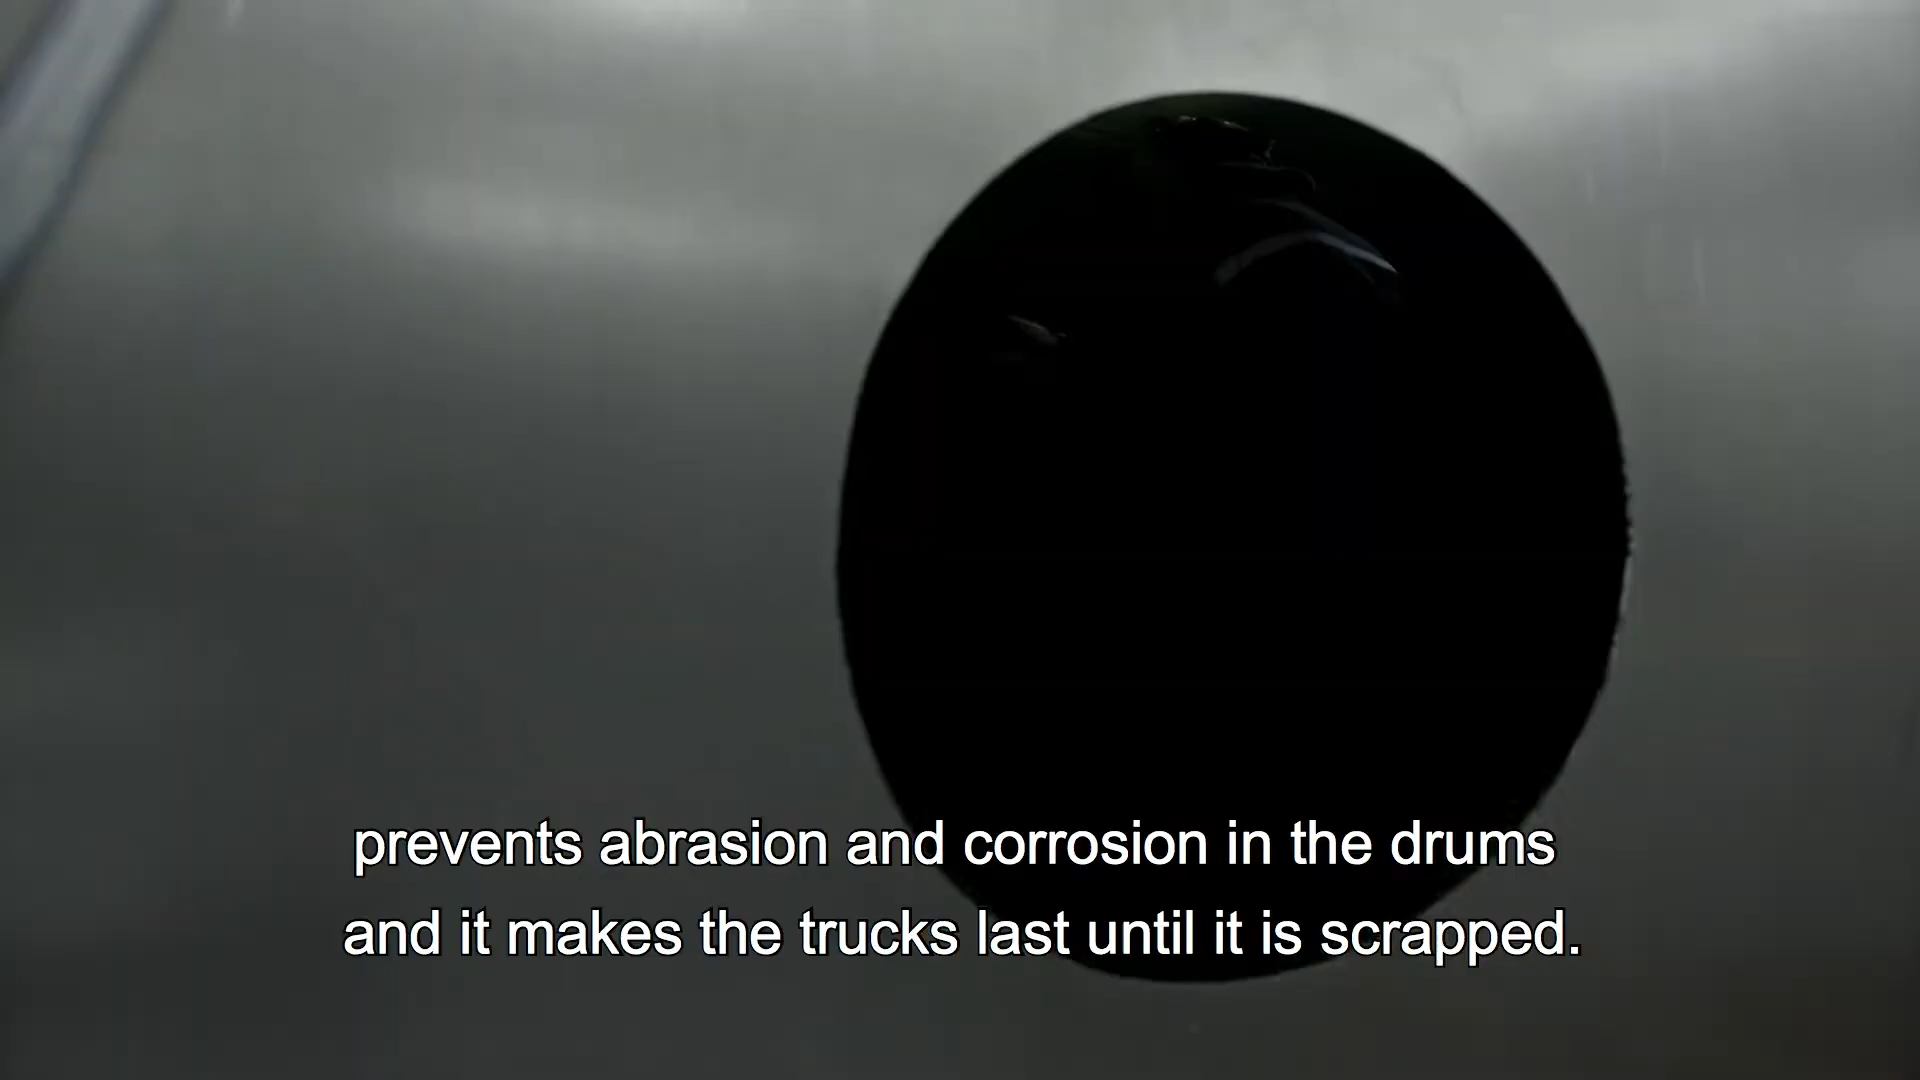 prevents abrasion and corrosion in the drums
and it makes the trucks last until it is scrapped.